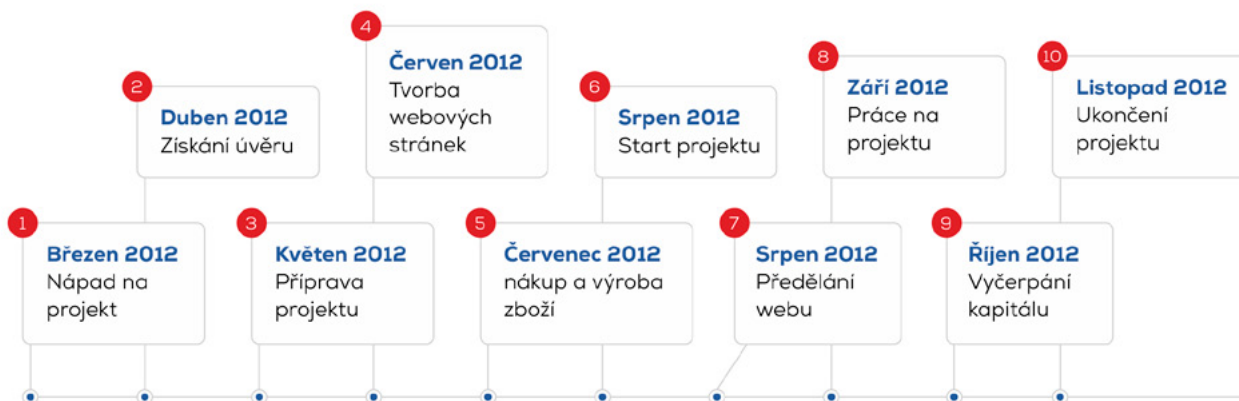 1
Březen 2012
Nápad na
projekt
2
Duben 2012
Získání úvěru
3
Květen 2012
Příprava
projektu
4
Červen 2012
Tvorba
webových
stránek
5
Červenec 2012
nákup a výroba
zboží
6
Srpen 2012
Start projektu
7
Srpen 2012
Předělání
webu
8
Září 2012
Práce na
projektu
9
Říjen 2012
Vyčerpání
kapitálu
10
Listopad 2012
Ukončení
projektu